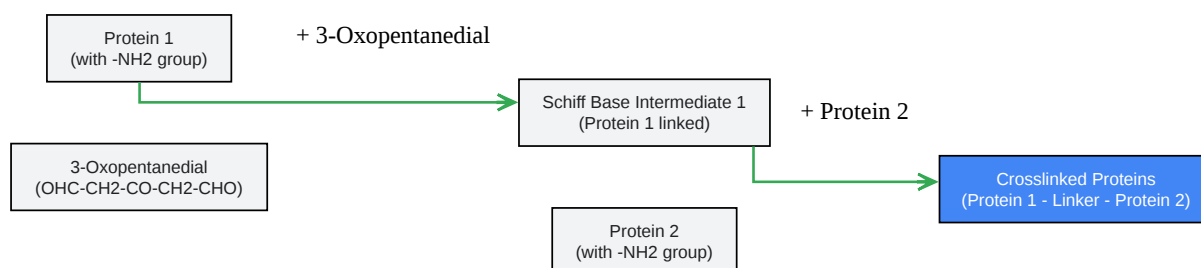 Protein 1
(with -NH2 group)
+ 3-Oxopentanedial
Schiff Base Intermediate 1
(Protein 1 linked)
+ Protein 2
3-Oxopentanedial
(OHC-CH2-CO-CH2-CHO)
Crosslinked Proteins
(Protein 1 - Linker - Protein 2)
Protein 2
(with -NH2 group)